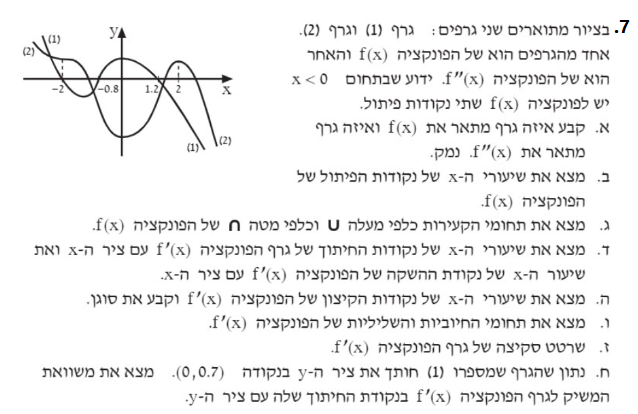 7. בציור מתוארים שני גרפים: גרף (1) וגרף (2).
אחד מהגרפים הוא של הפונקציה f(x) והאחר
הוא של הפונקציה f''(x). ידוע שבתחום x < 0
יש לפונקציה f(x) שתי נקודות פיתול.
א. קבע איזה גרף מתאר את f(x) ואיזה גרף
מתאר את f''(x). נמק.
ב. מצא את שיעורי ה-x של נקודות הפיתול של
הפונקציה f(x).
ג. מצא את תחומי הקעירות כלפי מעלה ∪ וכלפי מטה ∩ של הפונקציה f(x).
ד. מצא את שיעורי ה-x של נקודות החיתוך של גרף הפונקציה f'(x) עם ציר ה-x ואת
שיעור ה-x של נקודת ההשקה של הפונקציה f'(x) עם ציר ה-x.
ה. מצא את שיעורי ה-x של נקודות הקיצון של הפונקציה f'(x) וקבע את סוגן.
ו. מצא את תחומי החיוביות והשליליות של הפונקציה f'(x).
ז. שרטט סקיצה של גרף הפונקציה f'(x).
ח. נתון שהגרף שמספרו (1) חותך את ציר ה-y בנקודה (0,0.7). מצא את משוואת
המשיק לגרף הפונקציה f'(x) בנקודת החיתוך שלה עם ציר ה-y.
y
(1)
(2)
-2 -0.8 1.2 2 x
(1) (2)